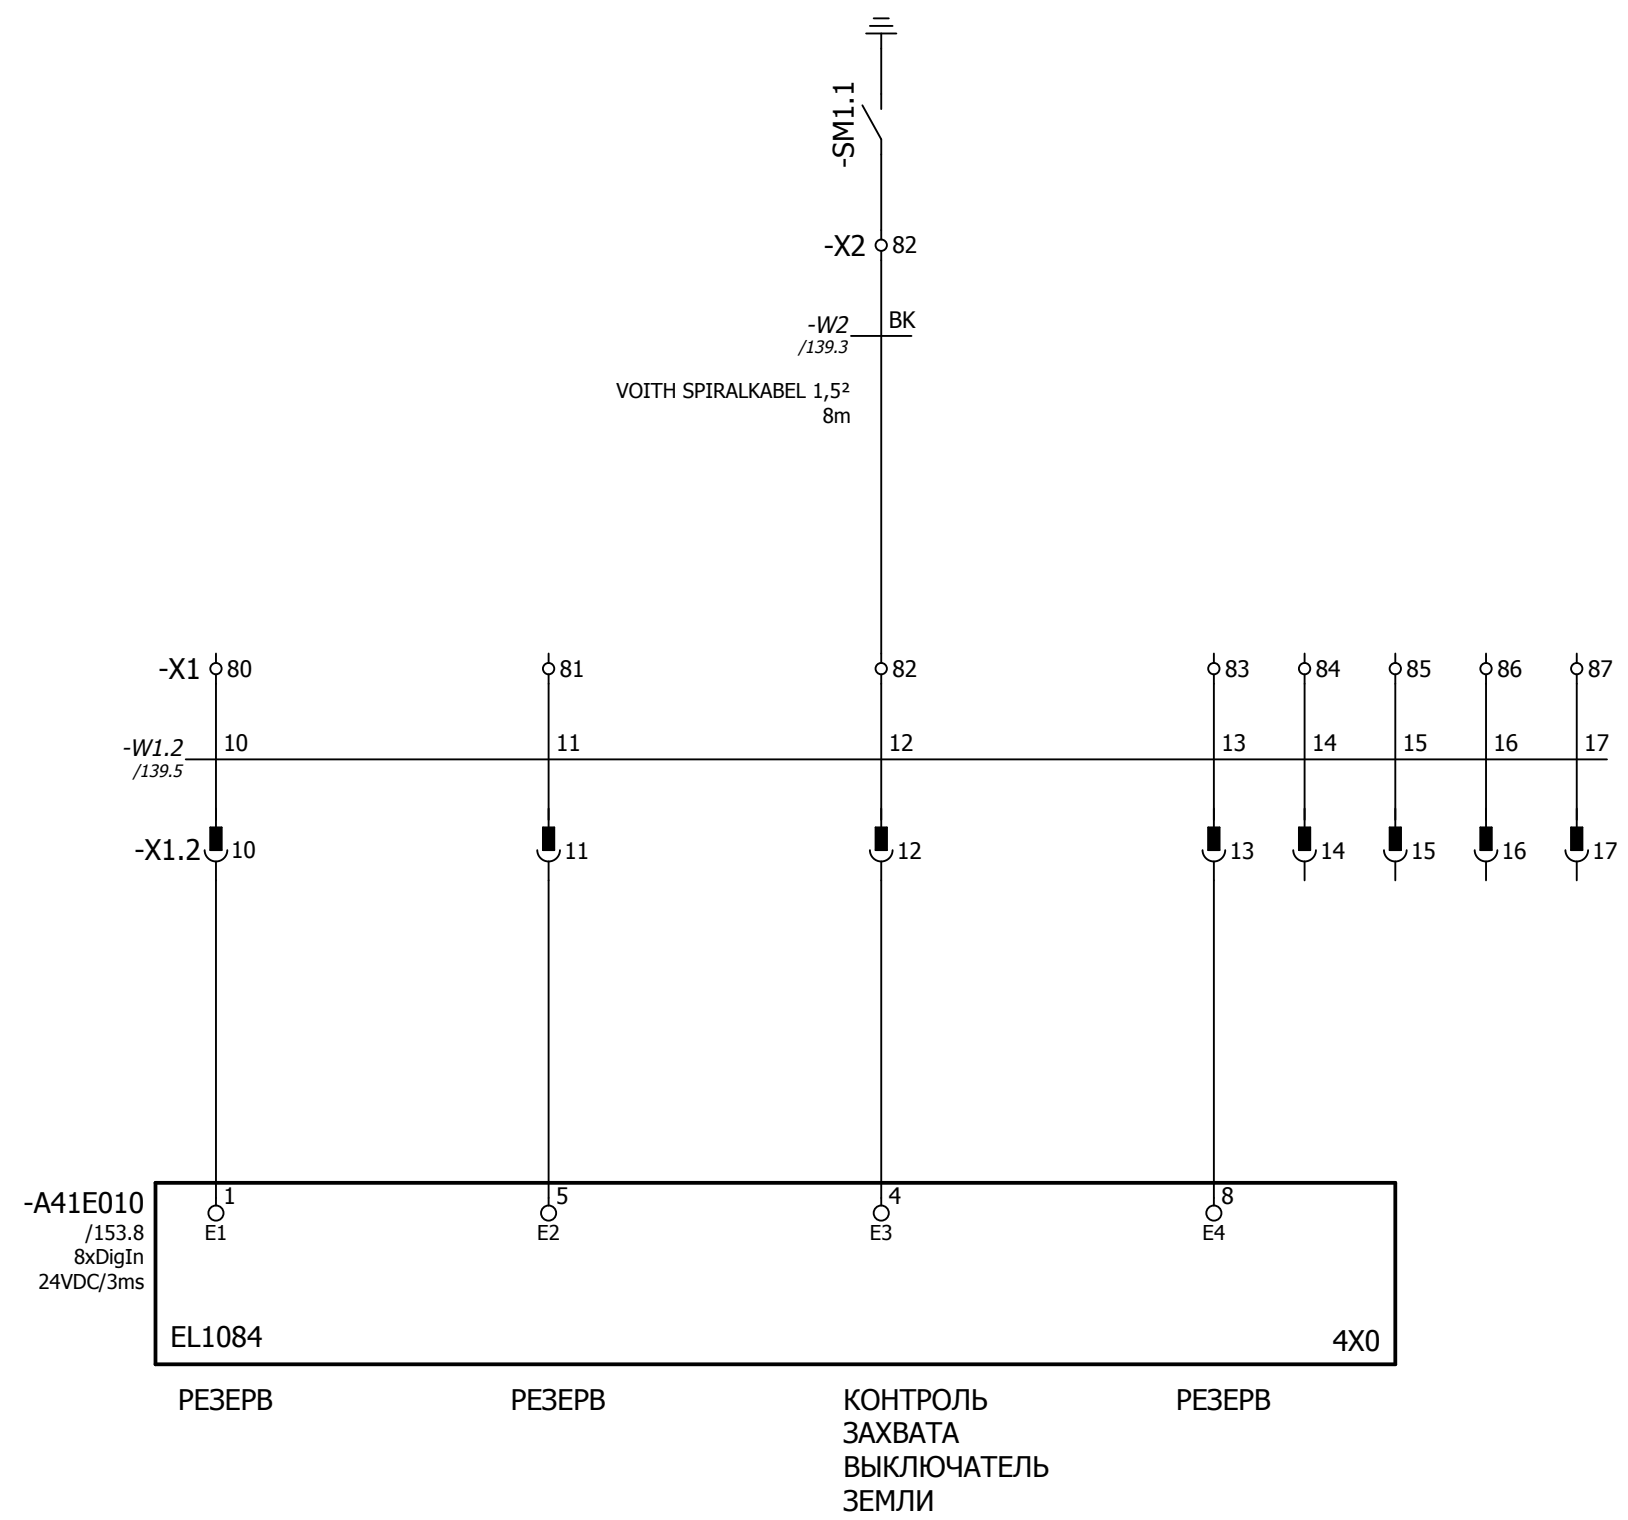 -SM1.1
-X2 82
-W2 BK
/139.3
VOITH SPIRALKABEL 1,5²
8m
-X1 80 81 82 83 84 85 86 87
-W1.2 10 11 12 13 14 15 16 17
/139.5
-X1.2 10 11 12 13 14 15 16 17
-A41E010 1 5 4 8
/153.8 E1 E2 E3 E4
8xDigIn
24VDC/3ms
EL1084 4X0
РЕЗЕРВ РЕЗЕРВ КОНТРОЛЬ РЕЗЕРВ
ЗАХВАТА
ВЫКЛЮЧАТЕЛЬ
ЗЕМЛИ